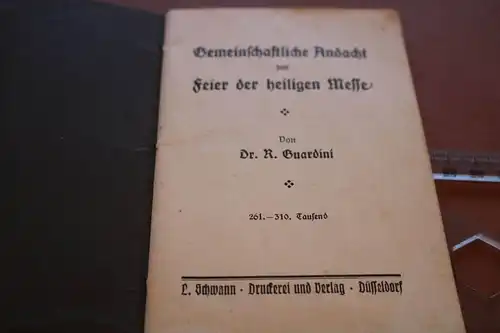 Gemeinschaftliche Andacht
zur
Feier der heiligen Messe
Von
Dr. R. Guardini
261.—310. Tausend
L. Schwann · Druckerei und Verlag · Düsseldorf